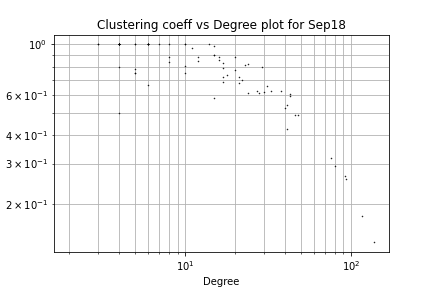 Clustering coeff vs Degree plot for Sep18
10⁰
6 × 10⁻¹
4 × 10⁻¹
3 × 10⁻¹
2 × 10⁻¹
10¹ 10²
Degree